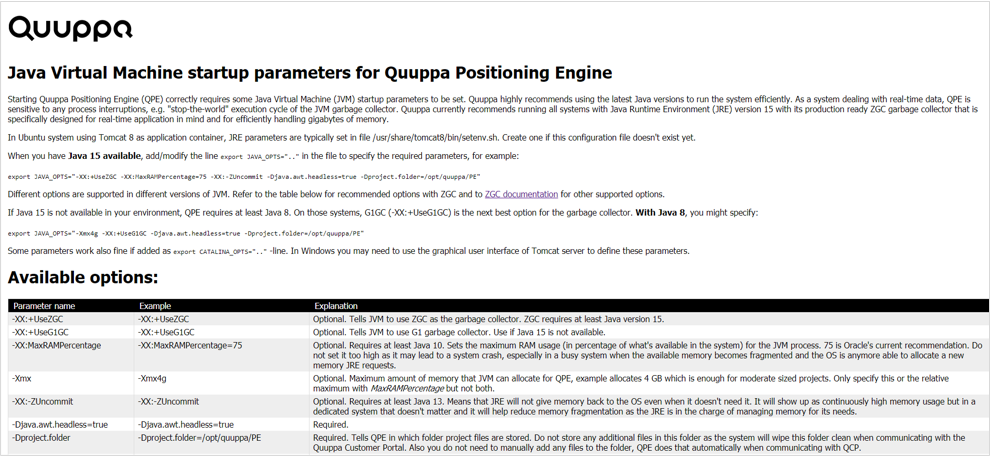 Quuppa
Java Virtual Machine startup parameters for Quuppa Positioning Engine
Starting Quuppa Positioning Engine (QPE) correctly requires some Java Virtual Machine (JVM) startup parameters to be set. Quuppa highly recommends using the latest Java versions to run the system efficiently. As a system dealing with real-time data, QPE is
sensitive to any process interruptions, e.g. "stop-the-world" execution cycle of the JVM garbage collector. Quuppa currently recommends running all systems with Java Runtime Environment (JRE) version 15 with its production ready ZGC garbage collector that is
specifically designed for real-time application in mind and for efficiently handling gigabytes of memory.
In Ubuntu system using Tomcat 8 as application container, JRE parameters are typically set in file /usr/share/tomcat8/bin/setenv.sh. Create one if this configuration file doesn't exist yet.
When you have Java 15 available, add/modify the line export JAVA_OPTS=".." in the file to specify the required parameters, for example:
export JAVA_OPTS="-XX:+UseZGC -XX:MaxRAMPercentage=75 -XX:-ZUncommit -Djava.awt.headless=true -Dproject.folder=/opt/quuppa/PE"
Different options are supported in different versions of JVM. Refer to the table below for recommended options with ZGC and to ZGC documentation for other supported options.
If Java 15 is not available in your environment, QPE requires at least Java 8. On those systems, G1GC (-XX:+UseG1GC) is the next best option for the garbage collector. With Java 8, you might specify:
export JAVA_OPTS="-Xmx4g -XX:+UseG1GC -Djava.awt.headless=true -Dproject.folder=/opt/quuppa/PE"
Some parameters work also fine if added as export CATALINA_OPTS=".." -line. In Windows you may need to use the graphical user interface of Tomcat server to define these parameters.
Available options:
Parameter name Example Explanation
-XX:+UseZGC -XX:+UseZGC Optional. Tells JVM to use ZGC as the garbage collector. ZGC requires at least Java version 15.
-XX:+UseG1GC -XX:+UseG1GC Optional. Tells JVM to use G1 garbage collector. Use if Java 15 is not available.
-XX:MaxRAMPercentage -XX:MaxRAMPercentage=75 Optional. Requires at least Java 10. Sets the maximum RAM usage (in percentage of what's available in the system) for the JVM process. 75 is Oracle's current recommendation. Do
not set it too high as it may lead to a system crash, especially in a busy system when the available memory becomes fragmented and the OS is anymore able to allocate a new
memory JRE requests.
-Xmx -Xmx4g Optional. Maximum amount of memory that JVM can allocate for QPE, example allocates 4 GB which is enough for moderate sized projects. Only specify this or the relative
maximum with MaxRAMPercentage but not both.
-XX:-ZUncommit -XX:-ZUncommit Optional. Requires at least Java 13. Means that JRE will not give memory back to the OS even when it doesn't need it. It will show up as continuously high memory usage but in a
dedicated system that doesn't matter and it will help reduce memory fragmentation as the JRE is in the charge of managing memory for its needs.
-Djava.awt.headless=true -Djava.awt.headless=true Required.
-Dproject.folder -Dproject.folder=/opt/quuppa/PE Required. Tells QPE in which folder project files are stored. Do not store any additional files in this folder as the system will wipe this folder clean when communicating with the
Quuppa Customer Portal. Also you do not need to manually add any files to the folder, QPE does that automatically when communicating with QCP.